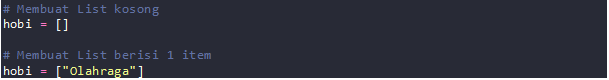 # Membuat List kosong
hobi = []
# Membuat List berisi 1 item
hobi = ["Olahraga"]